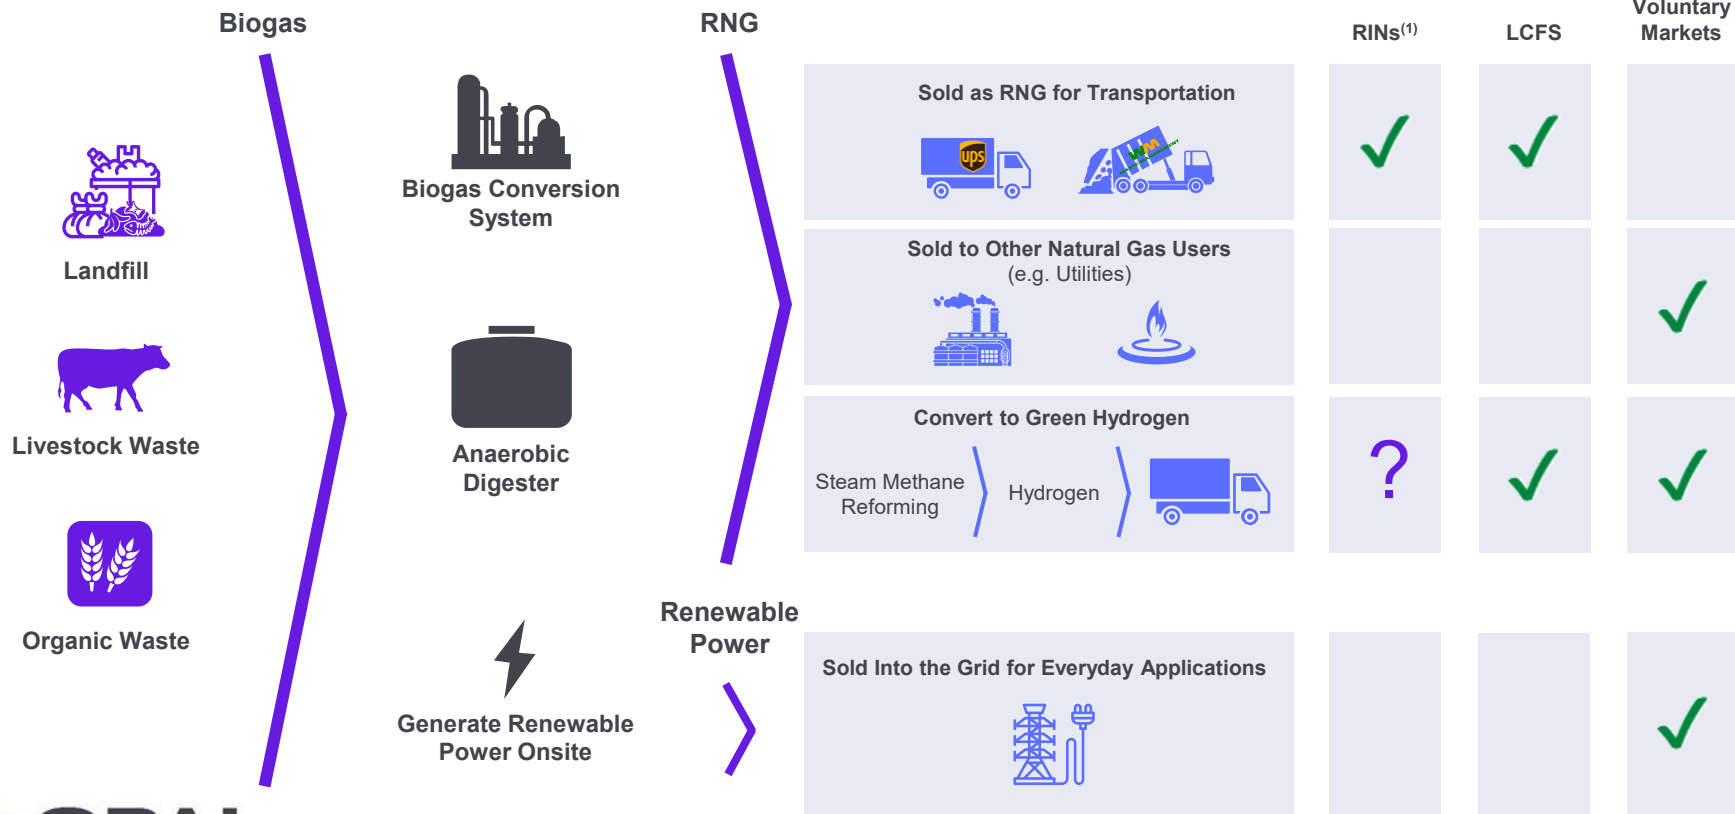 Biogas
RNG
RINs(1)
LCFS
Voluntary
Markets
Landfill
Livestock Waste
Organic Waste
Biogas Conversion
System
Anaerobic
Digester
Generate Renewable
Power Onsite
Renewable
Power
Sold as RNG for Transportation
ups
WM
Sold to Other Natural Gas Users
(e.g. Utilities)
Convert to Green Hydrogen
Steam Methane
Reforming
Hydrogen
?
Sold Into the Grid for Everyday Applications